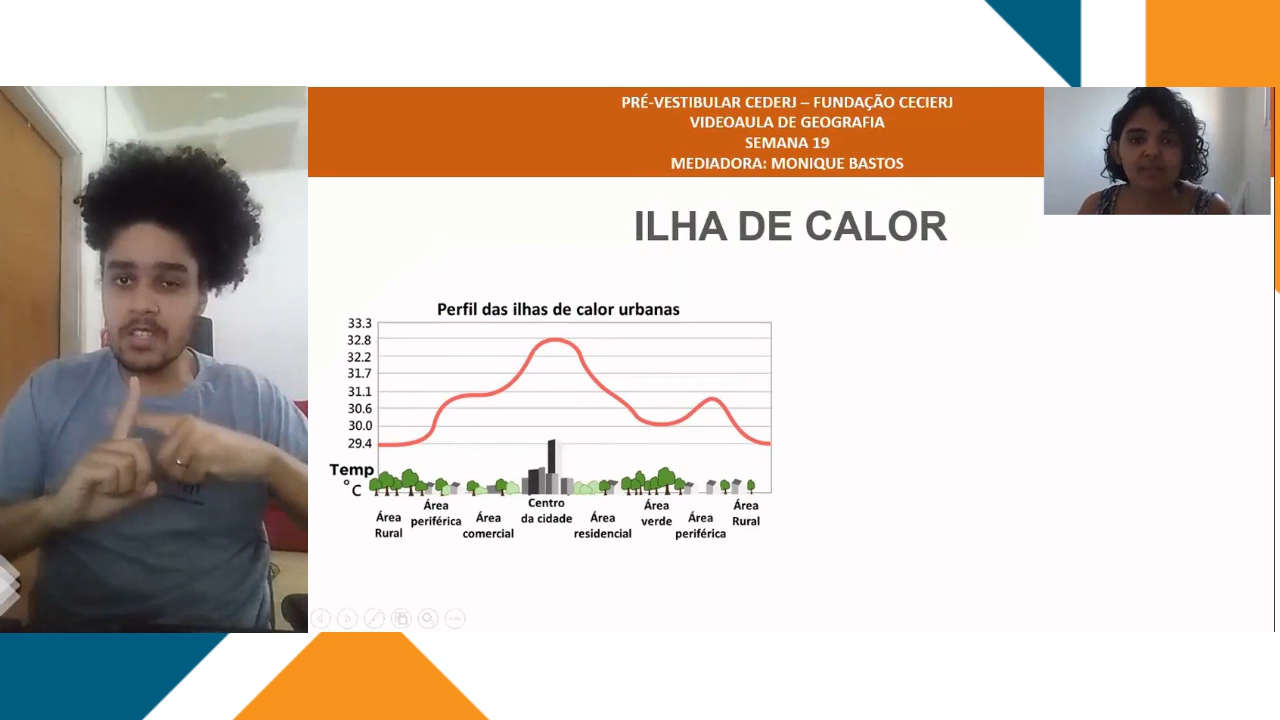 PRÉ-VESTIBULAR CEDERJ – FUNDAÇÃO CECIERJ
VIDEOAULA DE GEOGRAFIA
SEMANA 19
MEDIADORA: MONIQUE BASTOS
ILHA DE CALOR
Perfil das ilhas de calor urbanas
33.3
32.8
32.2
31.7
31.1
30.6
30.0
29.4
Temp
°C
Área
Rural
Área
periférica
Área
comercial
Centro
da cidade
Área
residencial
Área
verde
Área
periférica
Área
Rural